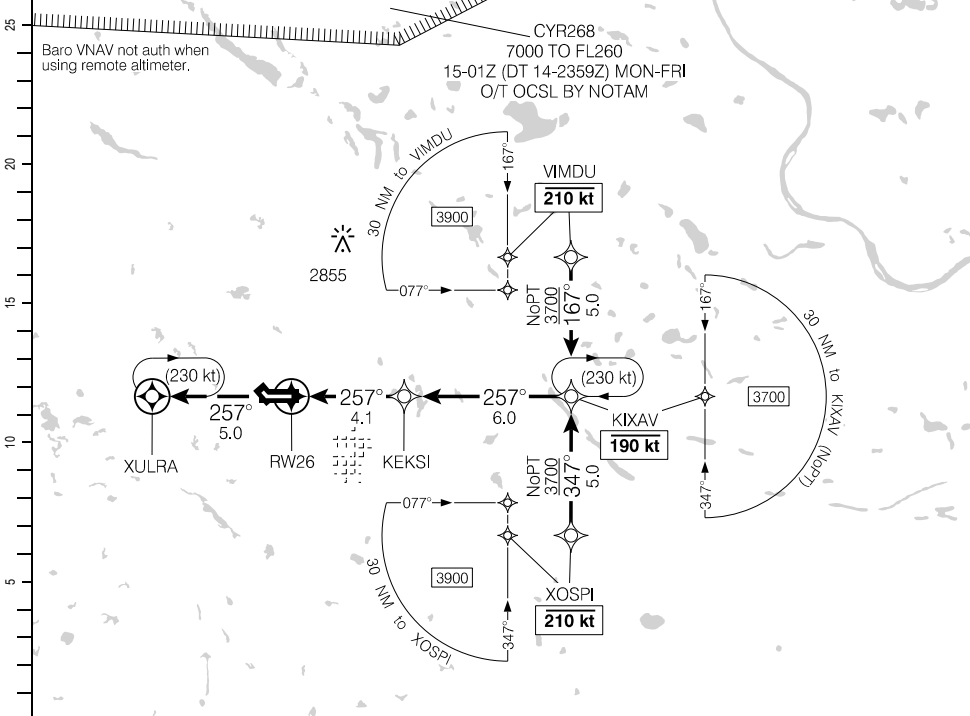 25
Baro VNAV not auth when
using remote altimeter.
CYR268
7000 TO FL260
15-01Z (DT 14-2359Z) MON-FRI
O/T OCSL BY NOTAM
20
30 NM to VIMDU
167°
VIMDU
210 kt
3900
2855
077°
15
NoPT
3700
167°
5.0
167°
30 NM to KIXAV (NoPT)
3700
347°
(230 kt)
257°
5.0
257°
4.1
257°
6.0
(230 kt)
KIXAV
190 kt
10
XULRA
RW26
KEKSI
NoPT
3700
347°
5.0
077°
30 NM to XOSPI
3900
347°
XOSPI
210 kt
5